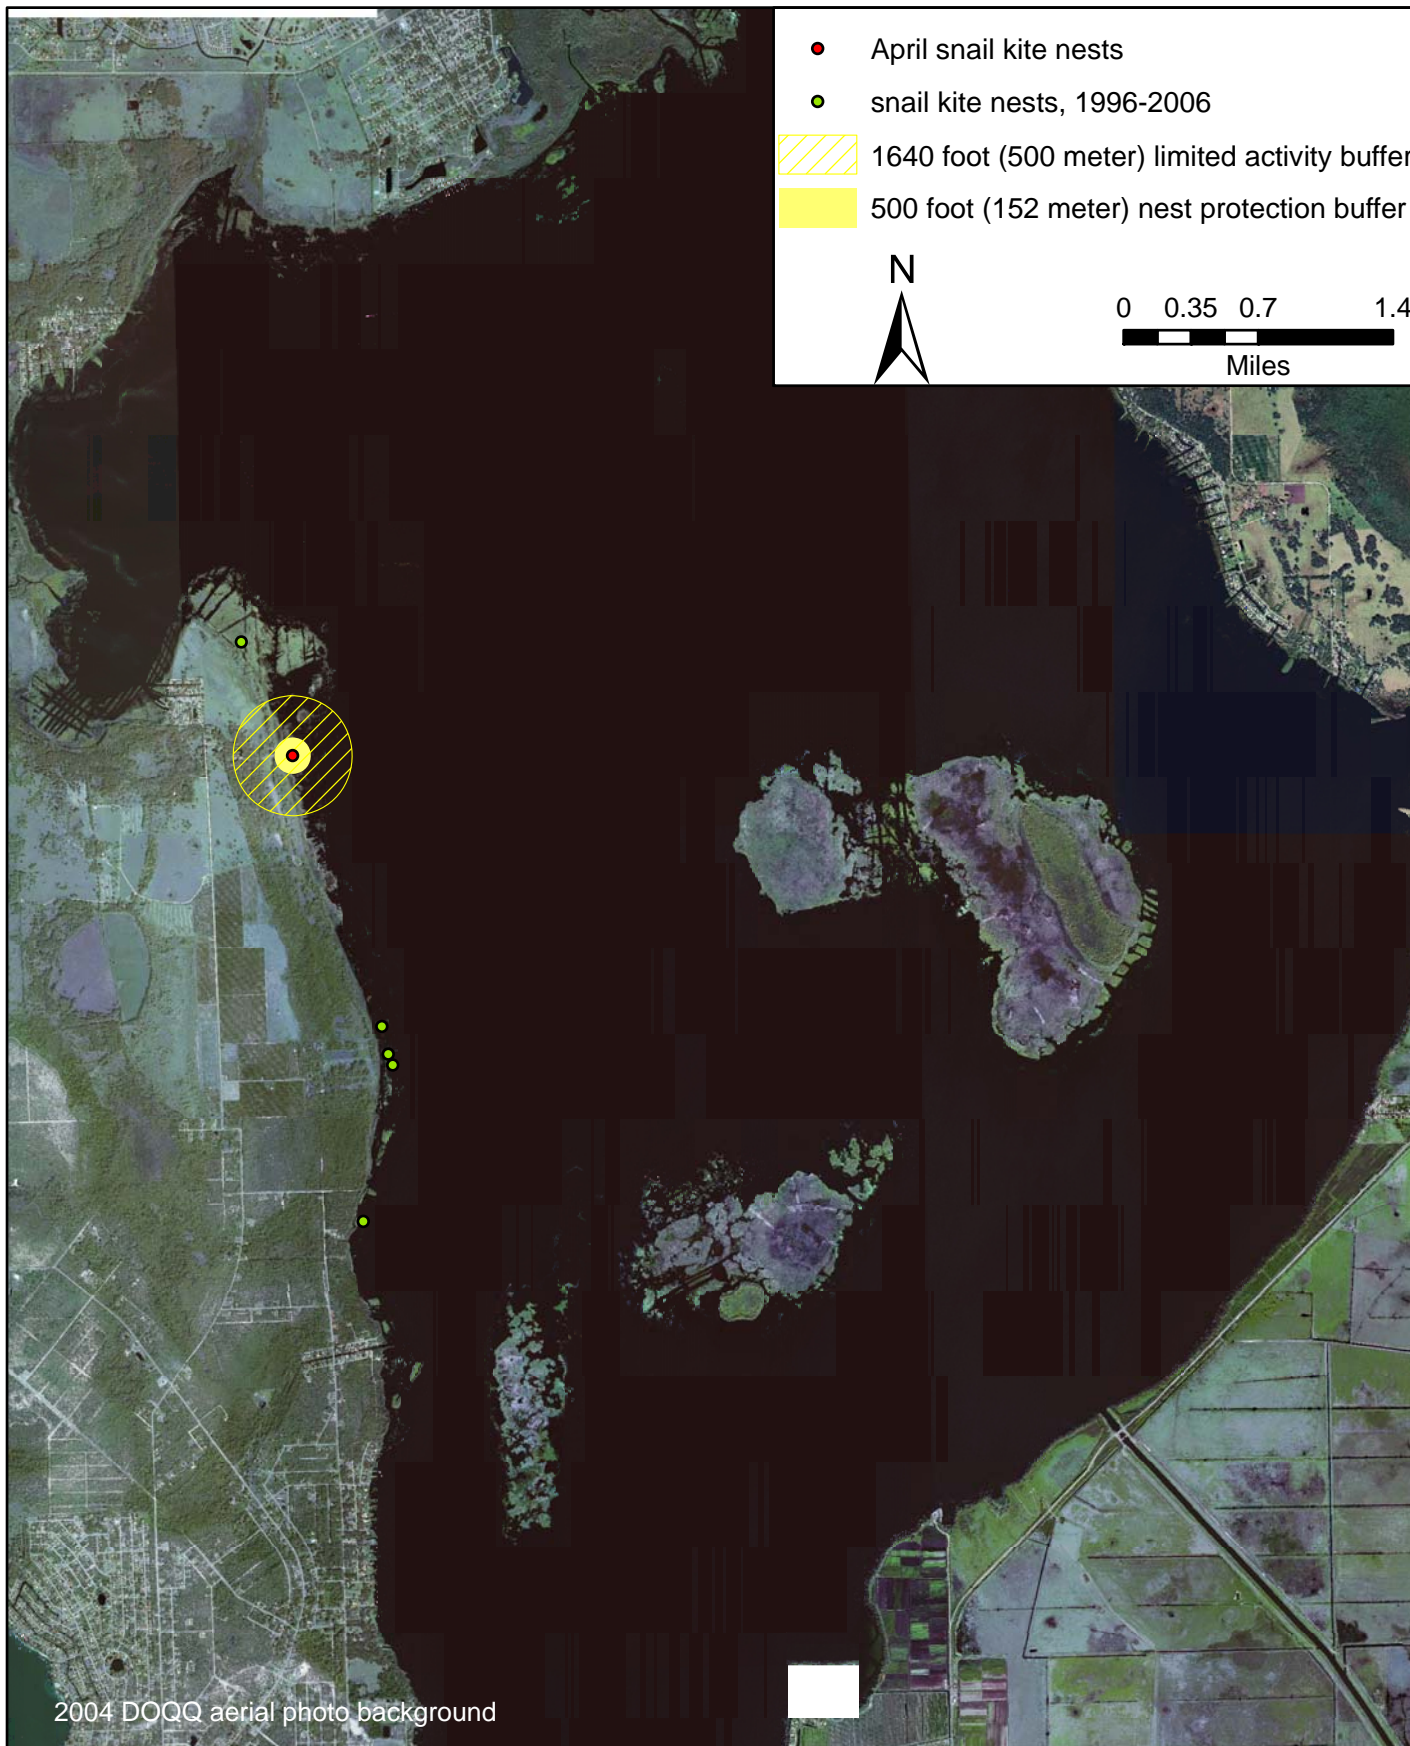 April snail kite nests
snail kite nests, 1996-2006
1640 foot (500 meter) limited activity buffer
500 foot (152 meter) nest protection buffer
N
0 0.35 0.7 1.4
Miles
2004 DOQQ aerial photo background